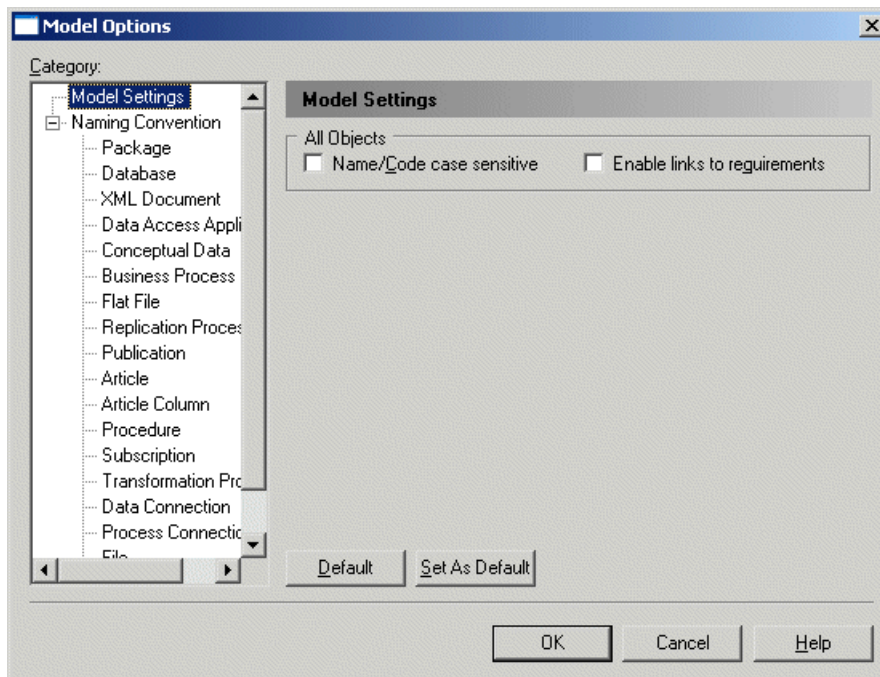 Model Options
Category:
Model Settings
Naming Convention
Package
Database
XML Document
Data Access Appli
Conceptual Data
Business Process
Flat File
Replication Proces
Publication
Article
Article Column
Procedure
Subscription
Transformation Pro
Data Connection
Process Connectic
File
Model Settings
All Objects
Name/Code case sensitive
Enable links to requirements
Default
Set As Default
OK
Cancel
Help